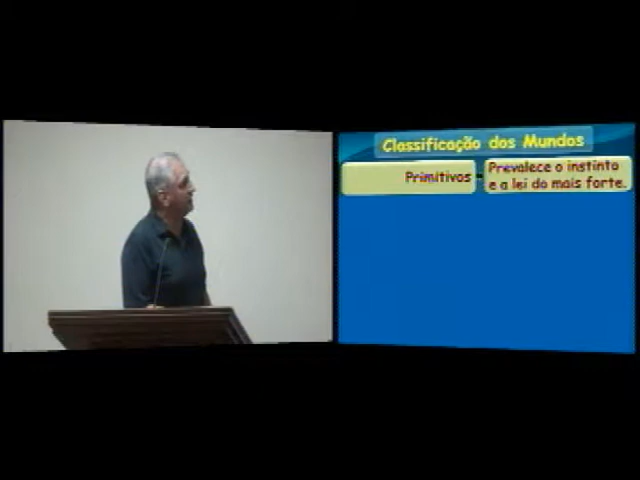 Classificação dos Mundos
Primitivos
Prevalece o instinto
e a lei do mais forte.